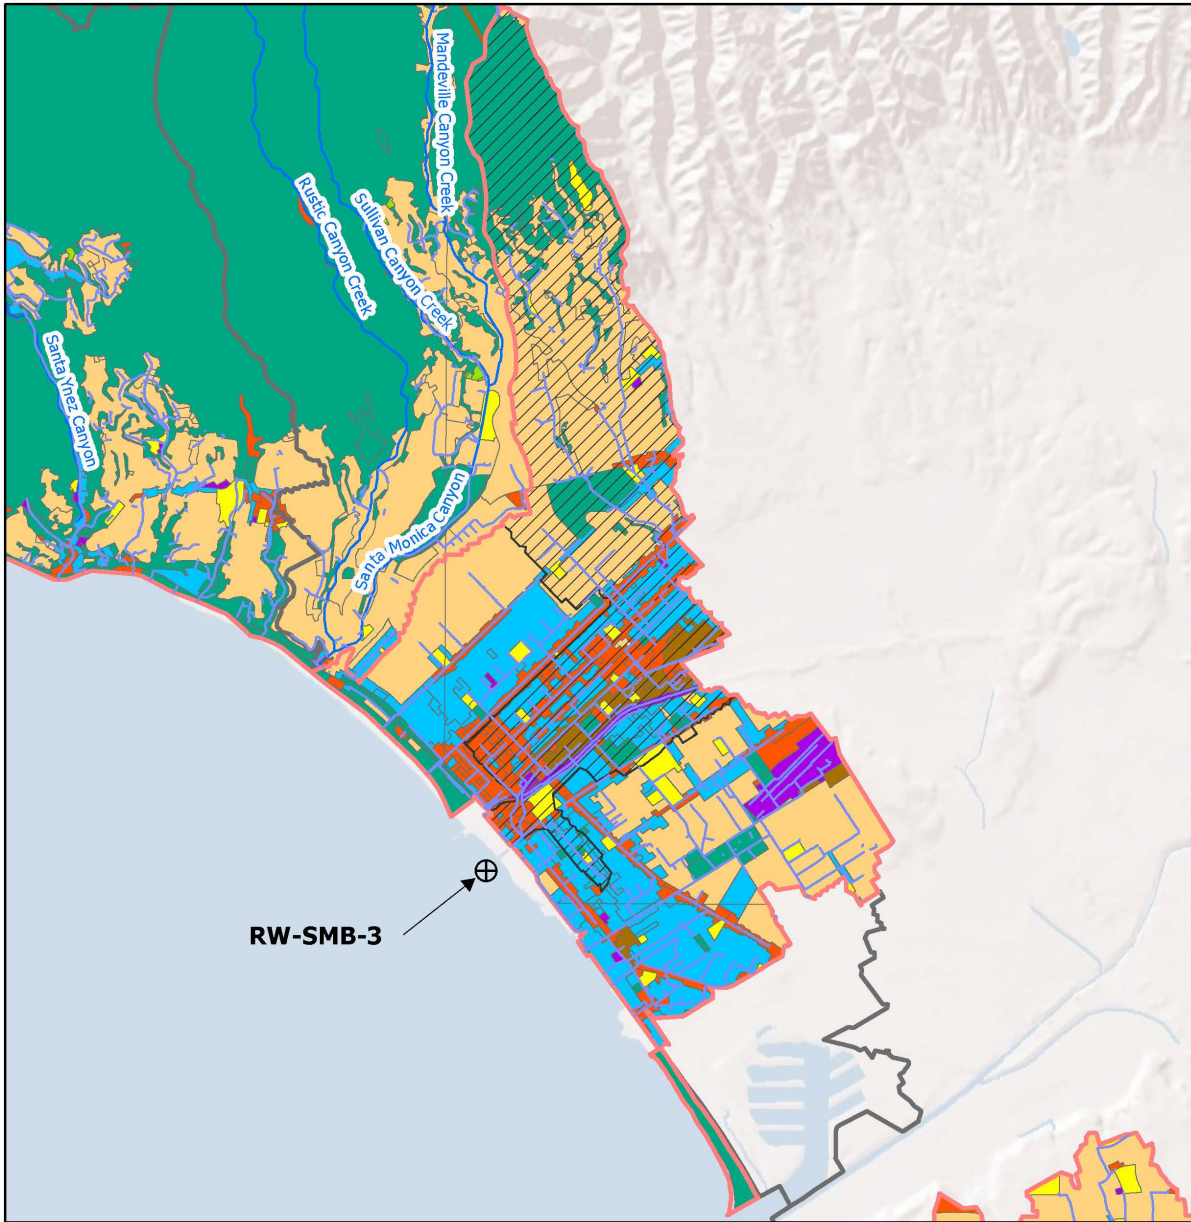 Mandeville Canyon Creek
Sullivan Canyon Creek
Rustic Canyon Creek
Santa Ynez Canyon
Santa Monica Canyon
RW-SMB-3